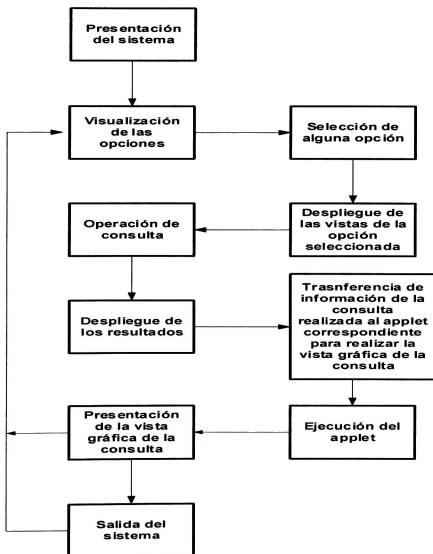 Presentación
del sistema
Visualización
de las
opciones
Selección de
alguna opción
Operación de
consulta
Despliegue de
las vistas de la
opción
seleccionada
Despliegue de
los resultados
Trasnferencia de
información de la
consulta
realizada al applet
correspondiente
para realizar la
vista gráfica de la
consulta
Presentación
de la vista
gráfica de la
consulta
Ejecución del
applet
Salida del
sistema